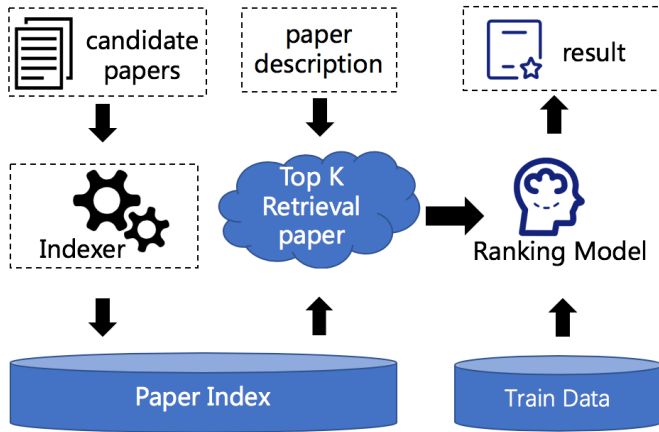 candidate
papers
paper
description
result
Indexer
Top K
Retrieval
paper
Ranking Model
Paper Index
Train Data